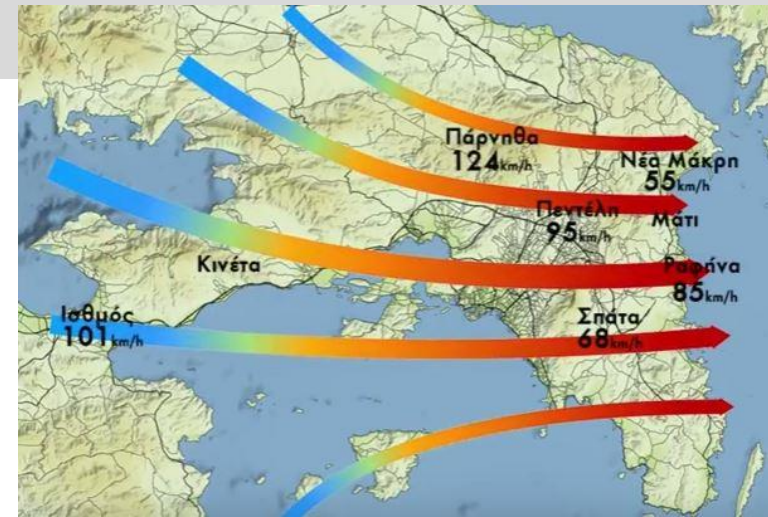 Πάρνηθα
124km/h
Νέα Μάκρη
55km/h
Πεντέλη
95km/h
Μάτι
Κινέτα
Ραφήνα
85km/h
Ισθμός
101km/h
Σπάτα
68km/h